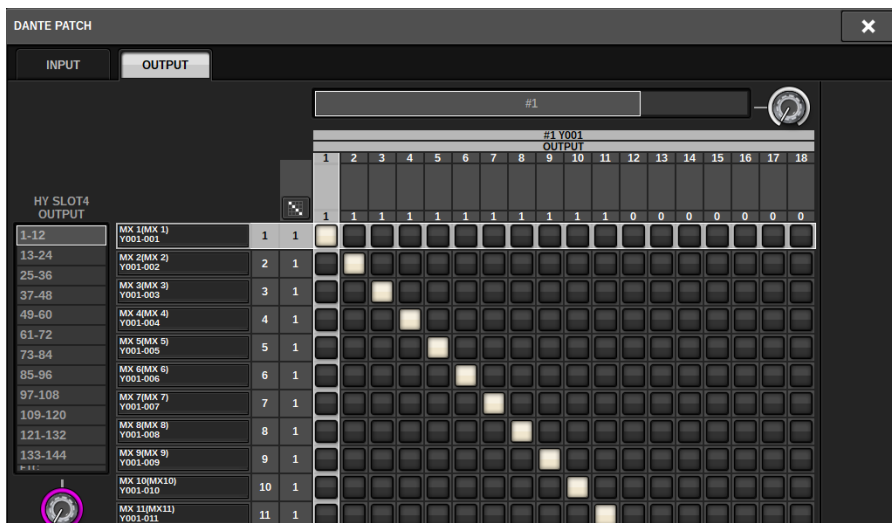 DANTE PATCH
INPUT
OUTPUT
#1
#1 Y001
OUTPUT
1 2 3 4 5 6 7 8 9 10 11 12 13 14 15 16 17 18
HY SLOT4
OUTPUT
1 1 1 1 1 1 1 1 1 1 1 0 0 0 0 0 0 0
1-12
13-24
25-36
37-48
49-60
61-72
73-84
85-96
97-108
109-120
121-132
133-144
MX 1(MX 1)
Y001-001
1 1
MX 2(MX 2)
Y001-002
2 1
MX 3(MX 3)
Y001-003
3 1
MX 4(MX 4)
Y001-004
4 1
MX 5(MX 5)
Y001-005
5 1
MX 6(MX 6)
Y001-006
6 1
MX 7(MX 7)
Y001-007
7 1
MX 8(MX 8)
Y001-008
8 1
MX 9(MX 9)
Y001-009
9 1
MX 10(MX10)
Y001-010
10 1
MX 11(MX11)
Y001-011
11 1